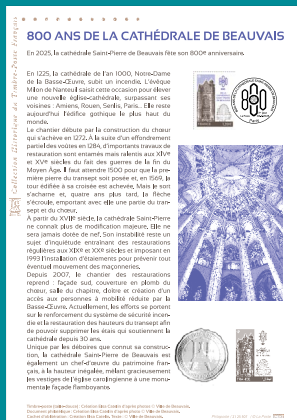 Collection Historique du Timbre-Poste Français
800 ANS DE LA CATHÉDRALE DE BEAUVAIS
En 2025, la cathédrale Saint-Pierre de Beauvais fête son 800e anniversaire.
En 1225, la cathédrale de l'an 1000, Notre-Dame
de la Basse-Œuvre, subit un incendie. L'évêque
Milon de Nanteuil saisit cette occasion pour élever
une nouvelle église-cathédrale, surpassant ses
voisines : Amiens, Rouen, Senlis, Paris... Elle reste
aujourd'hui l'édifice gothique le plus haut du
monde.
Le chantier débute par la construction du chœur
qui s'achève en 1272. À la suite d'un effondrement
partiel des voûtes en 1284, d'importants travaux de
restauration sont entamés mais ralentis aux XIVe
et XVe siècles du fait des guerres de la fin du
Moyen Âge. Il faut attendre 1500 pour que la pre-
mière pierre du transept soit posée et, en 1569, la
tour édifiée à sa croisée est achevée. Mais le sort
s'acharne et, quatre ans plus tard, la flèche
s'écroule, emportant avec elle une partie du tran-
sept et du chœur.
À partir du XVIIe siècle, la cathédrale Saint-Pierre
ne connaît plus de modification majeure. Elle ne
sera jamais dotée de nef. Son instabilité reste un
sujet d'inquiétude entraînant des restaurations
régulières aux XIXe et XXe siècles et imposant en
1993 l'installation d'étaiements pour prévenir tout
éventuel mouvement des maçonneries.
Depuis 2007, le chantier des restaurations
reprend : façade sud, couverture en plomb du
chœur, salle du chapitre, cloître et création d'un
accès aux personnes à mobilité réduite par la
Basse-Œuvre. Actuellement, les efforts se portent
sur le renforcement du système de sécurité incen-
die et la restauration des hauteurs du transept afin
de pouvoir supprimer les étais qui soutiennent la
cathédrale depuis 30 ans.
Unique par les déboires que connut sa construc-
tion, la cathédrale Saint-Pierre de Beauvais est
également un chef-d'œuvre du patrimoine fran-
çais, à la hauteur inégalée, mêlant gracieusement
les vestiges de l'église carolingienne à une monu-
mentale façade flamboyante.